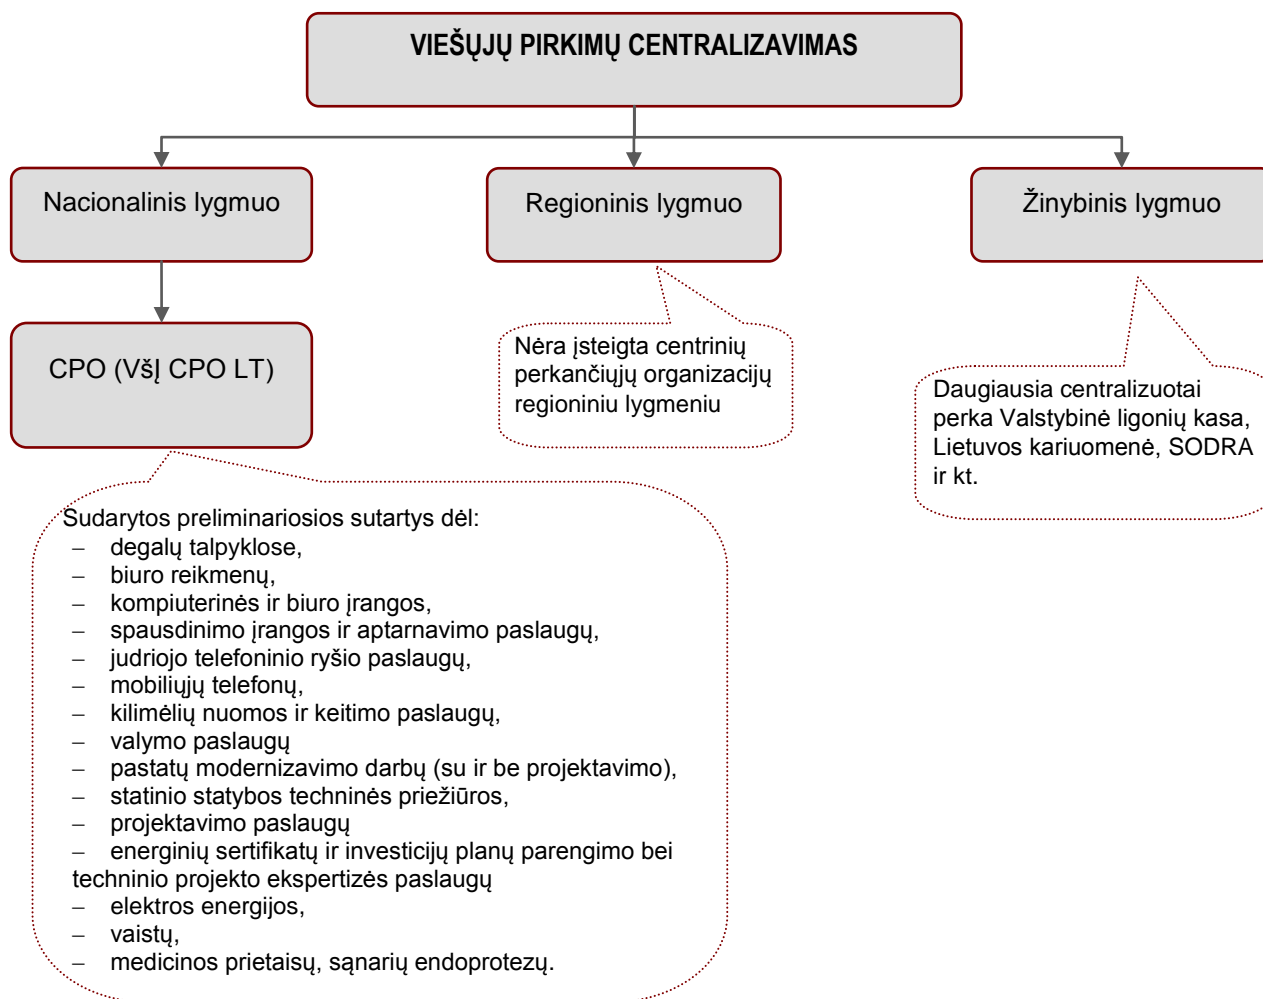 VIEŠŲJŲ PIRKIMŲ CENTRALIZAVIMAS
Nacionalinis lygmuo
Regioninis lygmuo
Žinybinis lygmuo
CPO (VšĮ CPO LT)
Nėra įsteigta centrinių
perkančiųjų organizacijų
regioniniu lygmeniu
Daugiausia centralizuotai
perka Valstybinė ligonių kasa,
Lietuvos kariuomenė, SODRA
ir kt.
Sudarytos preliminariosios sutartys dėl:
– degalų talpyklose,
– biuro reikmenų,
– kompiuterinės ir biuro įrangos,
– spausdinimo įrangos ir aptarnavimo paslaugų,
– judriojo telefoninio ryšio paslaugų,
– mobiliųjų telefonų,
– kilimėlių nuomos ir keitimo paslaugų,
– valymo paslaugų
– pastatų modernizavimo darbų (su ir be projektavimo),
– statinio statybos techninės priežiūros,
– projektavimo paslaugų
– energinių sertifikatų ir investicijų planų parengimo bei
techninio projekto ekspertizės paslaugų
– elektros energijos,
– vaistų,
– medicinos prietaisų, sąnarių endoprotezų.